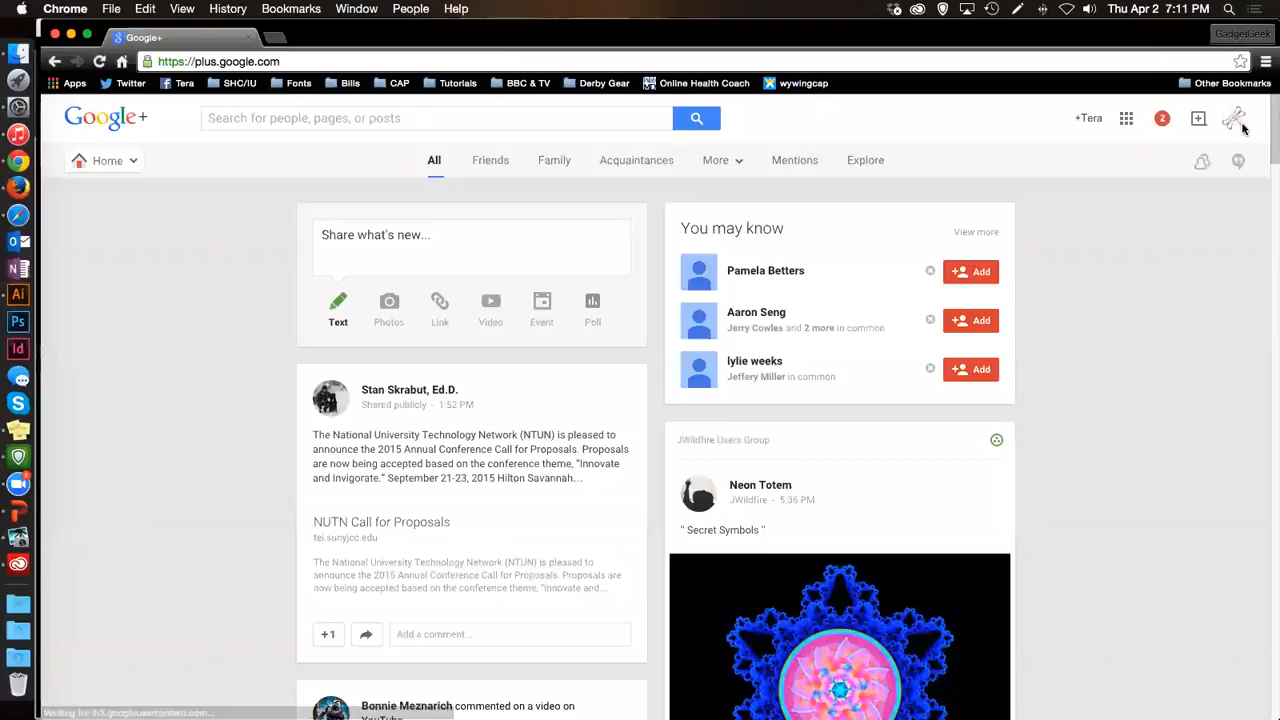 Chrome File Edit View History Bookmarks Window People Help Thu Apr 2 7:11 PM
Google+ GadgetGeek
https://plus.google.com
Apps Twitter Tera SHC/IU Fonts Bills CAP Tutorials BBC & TV Derby Gear Online Health Coach wywingcap Other Bookmarks
Google+ Search for people, pages, or posts +Tera 2
Home All Friends Family Acquaintances More Mentions Explore
Share what's new...
Text Photos Link Video Event Poll
You may know View more
Pamela Betters Add
Aaron Seng
Jerry Cowles and 2 more in common Add
lylie weeks
Jeffery Miller in common Add
Stan Skrabut, Ed.D.
Shared publicly - 1:52 PM
The National University Technology Network (NTUN) is pleased to
announce the 2015 Annual Conference Call for Proposals. Proposals
are now being accepted based on the conference theme, "Innovate
and Invigorate." September 21-23, 2015 Hilton Savannah...
NUTN Call for Proposals
tei.sunyjcc.edu
The National University Technology Network (NTUN) is pleased to
announce the 2015 Annual Conference Call for Proposals. Proposals
are now being accepted based on the conference theme, "Innovate and...
+1 Add a comment...
Bonnie Meznarich commented on a video on
YouTube
JWildfire Users Group
Neon Totem
JWildfire - 5:36 PM
" Secret Symbols "
Ai
Ps
Id
Waiting for lh5.googleusercontent.com...